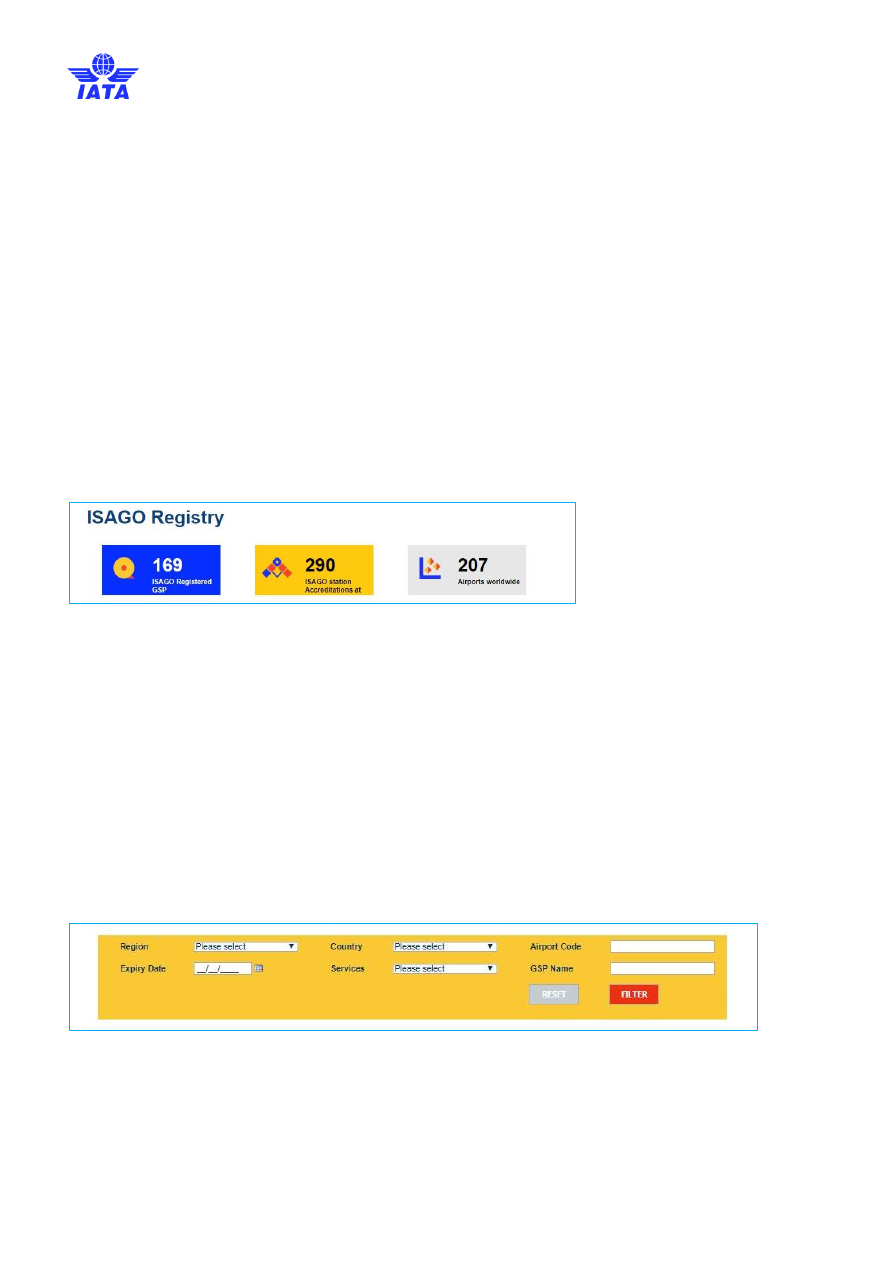 IATA
ISAGO Registry
169
ISAGO Registered
GSP
290
ISAGO station
Accreditations at
207
Airports worldwide
Region Please select Country Please select Airport Code
Expiry Date __/__/____ Services Please select GSP Name
RESET FILTER